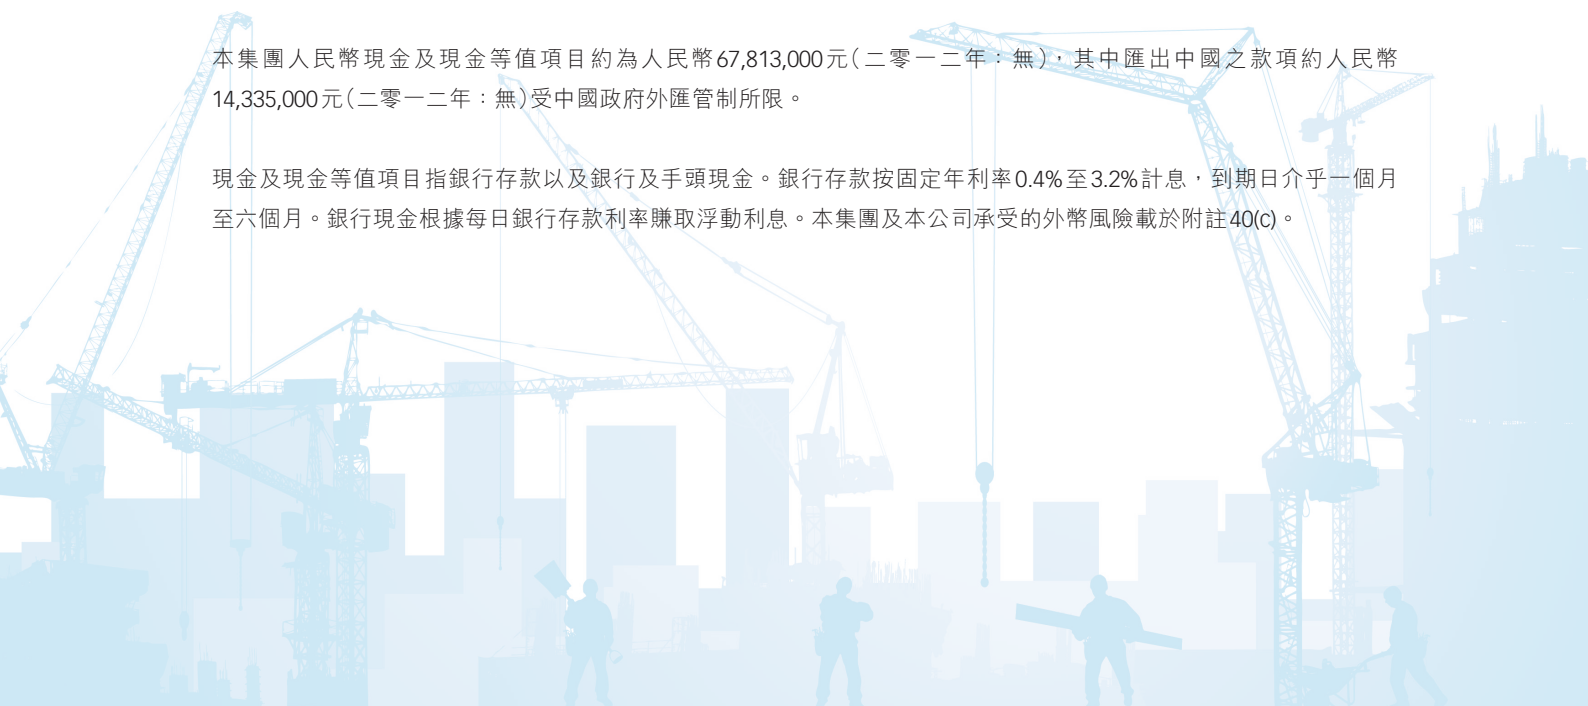 本集團人民幣現金及現金等值項目約為人民幣67,813,000元(二零一二年：無)，其中匯出中國之款項約人民幣
14,335,000元(二零一二年：無)受中國政府外匯管制所限。
現金及現金等值項目指銀行存款以及銀行及手頭現金。銀行存款按固定年利率0.4%至3.2%計息，到期日介乎一個月
至六個月。銀行現金根據每日銀行存款利率賺取浮動利息。本集團及本公司承受的外幣風險載於附註40(c)。